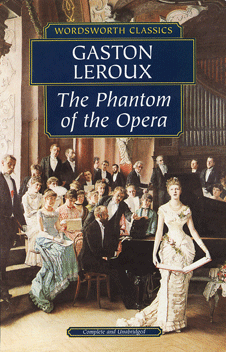 WORDSWORTH CLASSICS
GASTON
LEROUX
The Phantom
of the Opera
Complete and Unabridged